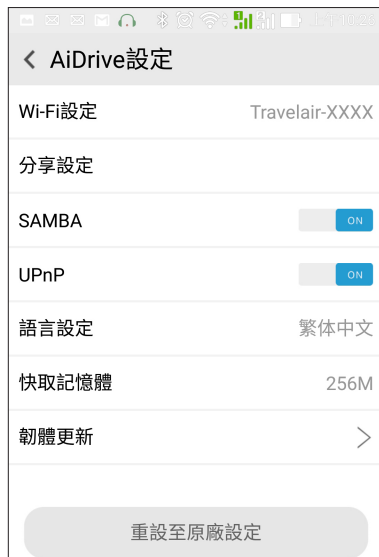 AiDrive設定
Wi-Fi設定 Travelair-XXXX
分享設定
SAMBA ON
UPnP ON
語言設定 繁体中文
快取記憶體 256M
韌體更新
重設至原廠設定